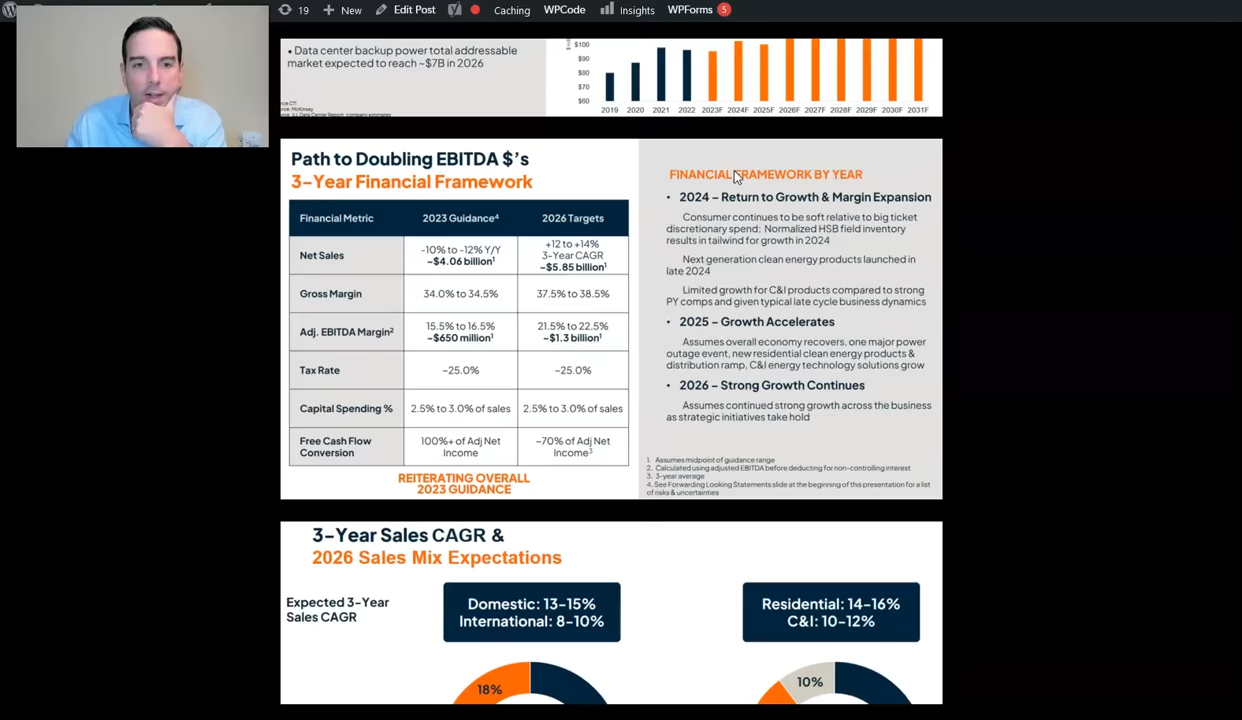 19
New
Edit Post
Caching
WPCode
Insights
WPForms
5
• Data center backup power total addressable
market expected to reach ~$7B in 2026
Source: McKinsey
Source: JLL Data Center Report, company estimates
$100
$90
$80
$70
$60
2019 2020 2021 2022 2023F 2024F 2025F 2026F 2027F 2028F 2029F 2030F 2031F
Path to Doubling EBITDA $'s
3-Year Financial Framework
Financial Metric 2023 Guidance4 2026 Targets
Net Sales
-10% to -12% Y/Y
~$4.06 billion1
+12 to +14%
3-Year CAGR
~$5.85 billion1
Gross Margin 34.0% to 34.5% 37.5% to 38.5%
Adj. EBITDA Margin2
15.5% to 16.5%
~$650 million1
21.5% to 22.5%
~$1.3 billion1
Tax Rate ~25.0% ~25.0%
Capital Spending % 2.5% to 3.0% of sales 2.5% to 3.0% of sales
Free Cash Flow
Conversion
100%+ of Adj Net
Income
~70% of Adj Net
Income3
REITERATING OVERALL
2023 GUIDANCE
FINANCIAL FRAMEWORK BY YEAR
• 2024 – Return to Growth & Margin Expansion
Consumer continues to be soft relative to big ticket
discretionary spend; Normalized HSB field inventory
results in tailwind for growth in 2024
Next generation clean energy products launched in
late 2024
Limited growth for C&I products compared to strong
PY comps and given typical late cycle business dynamics
• 2025 – Growth Accelerates
Assumes overall economy recovers, one major power
outage event, new residential clean energy products &
distribution ramp, C&I energy technology solutions grow
• 2026 – Strong Growth Continues
Assumes continued strong growth across the business
as strategic initiatives take hold
1. Assumes midpoint of guidance range
2. Calculated using adjusted EBITDA before deducting for non-controlling interest
3. 3-year average
4. See Forwarding Looking Statements slide at the beginning of this presentation for a list
of risks & uncertainties
3-Year Sales CAGR &
2026 Sales Mix Expectations
Expected 3-Year
Sales CAGR
Domestic: 13-15%
International: 8-10%
Residential: 14-16%
C&I: 10-12%
18%
10%